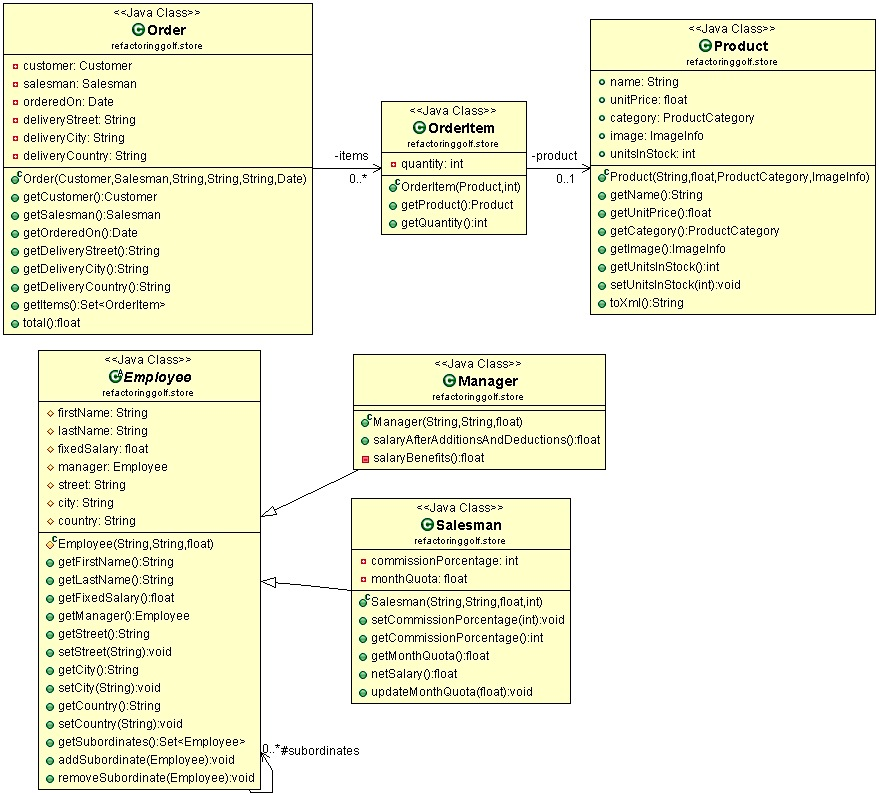 <<Java Class>>
Order
refactoringgolf.store
customer: Customer
salesman: Salesman
orderedOn: Date
deliveryStreet: String
deliveryCity: String
deliveryCountry: String
Order(Customer,Salesman,String,String,String,Date)
getCustomer():Customer
getSalesman():Salesman
getOrderedOn():Date
getDeliveryStreet():String
getDeliveryCity():String
getDeliveryCountry():String
getItems():Set<OrderItem>
total():float
-items
0..*
<<Java Class>>
OrderItem
refactoringgolf.store
quantity: int
OrderItem(Product,int)
getProduct():Product
getQuantity():int
-product
0..1
<<Java Class>>
Product
refactoringgolf.store
name: String
unitPrice: float
category: ProductCategory
image: ImageInfo
unitsInStock: int
Product(String,float,ProductCategory,ImageInfo)
getName():String
getUnitPrice():float
getCategory():ProductCategory
getImage():ImageInfo
getUnitsInStock():int
setUnitsInStock(int):void
toXml():String
<<Java Class>>
Employee
refactoringgolf.store
firstName: String
lastName: String
fixedSalary: float
manager: Employee
street: String
city: String
country: String
Employee(String,String,float)
getFirstName():String
getLastName():String
getFixedSalary():float
getManager():Employee
getStreet():String
setStreet(String):void
getCity():String
setCity(String):void
getCountry():String
setCountry(String):void
getSubordinates():Set<Employee>
addSubordinate(Employee):void
removeSubordinate(Employee):void
0..*
#subordinates
<<Java Class>>
Manager
refactoringgolf.store
Manager(String,String,float)
salaryAfterAdditionsAndDeductions():float
salaryBenefits():float
<<Java Class>>
Salesman
refactoringgolf.store
commissionPorcentage: int
monthQuota: float
Salesman(String,String,float,int)
setCommissionPorcentage(int):void
getCommissionPorcentage():int
getMonthQuota():float
netSalary():float
updateMonthQuota(float):void